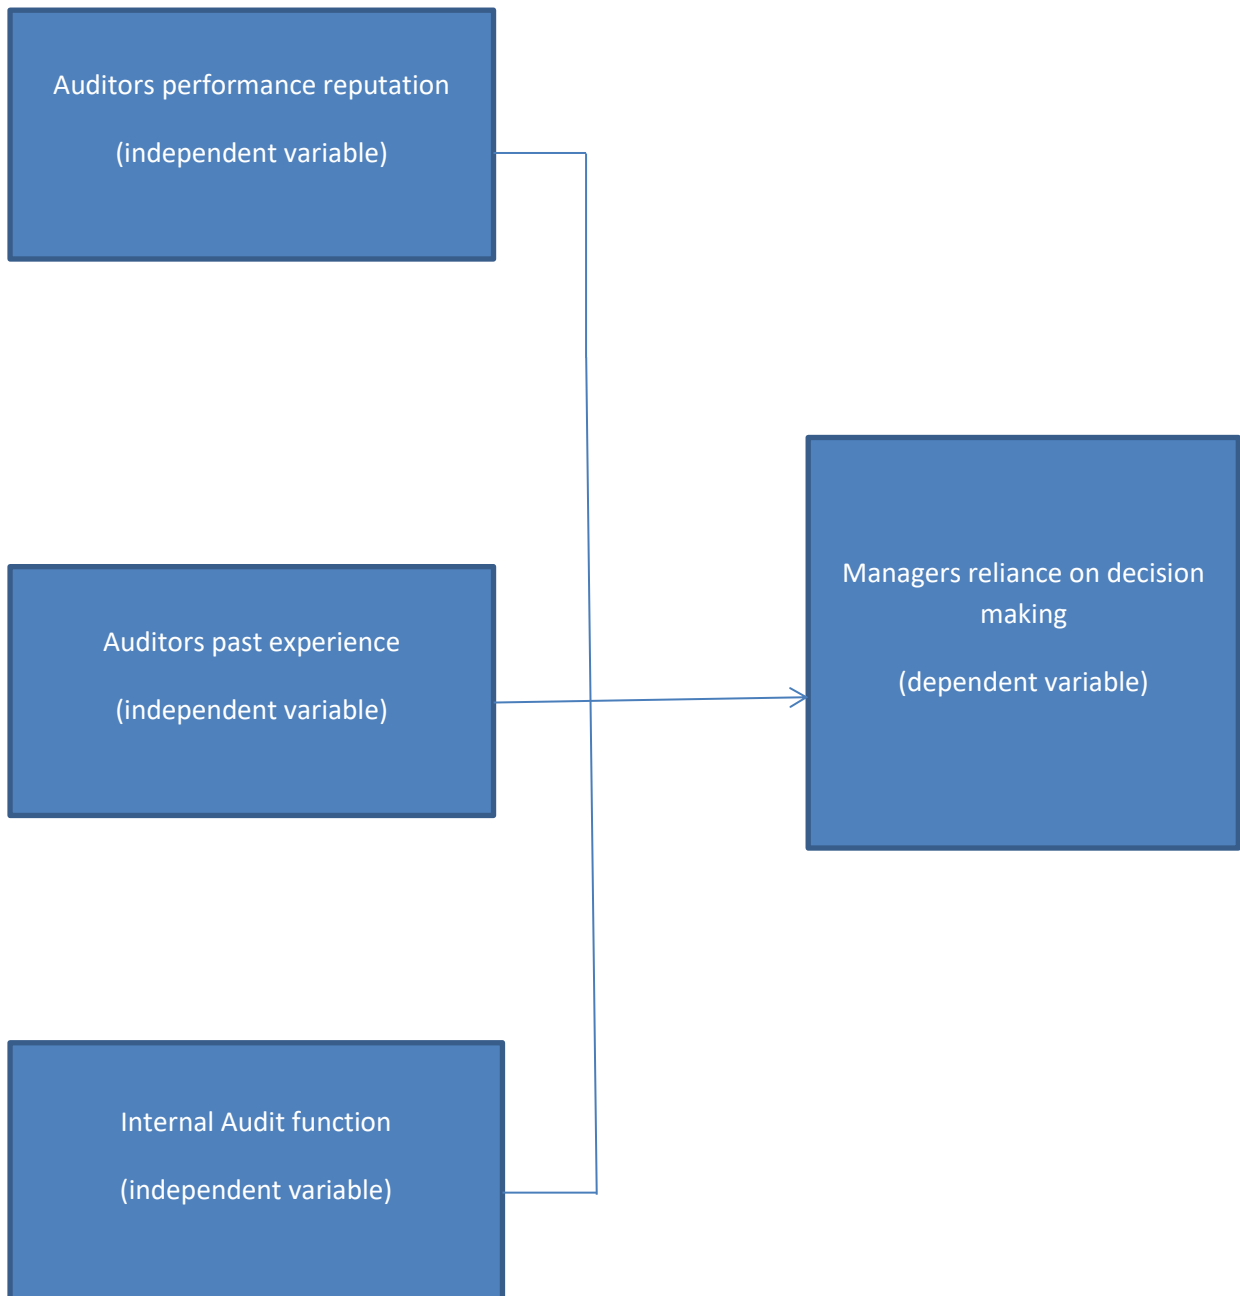 Auditors performance reputation
(independent variable)
Managers reliance on decision
making
(dependent variable)
Auditors past experience
(independent variable)
Internal Audit function
(independent variable)